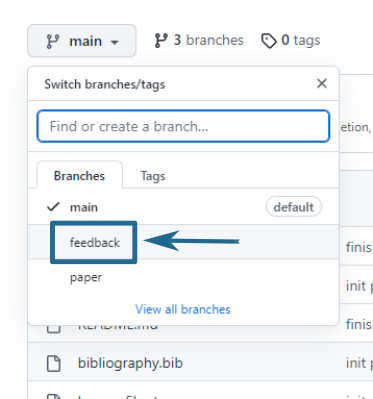 main 3 branches 0 tags
Switch branches/tags
Find or create a branch...
etion,
Branches Tags
main default
feedback
finis
init p
paper
View all branches
README.md finis
bibliography.bib init p